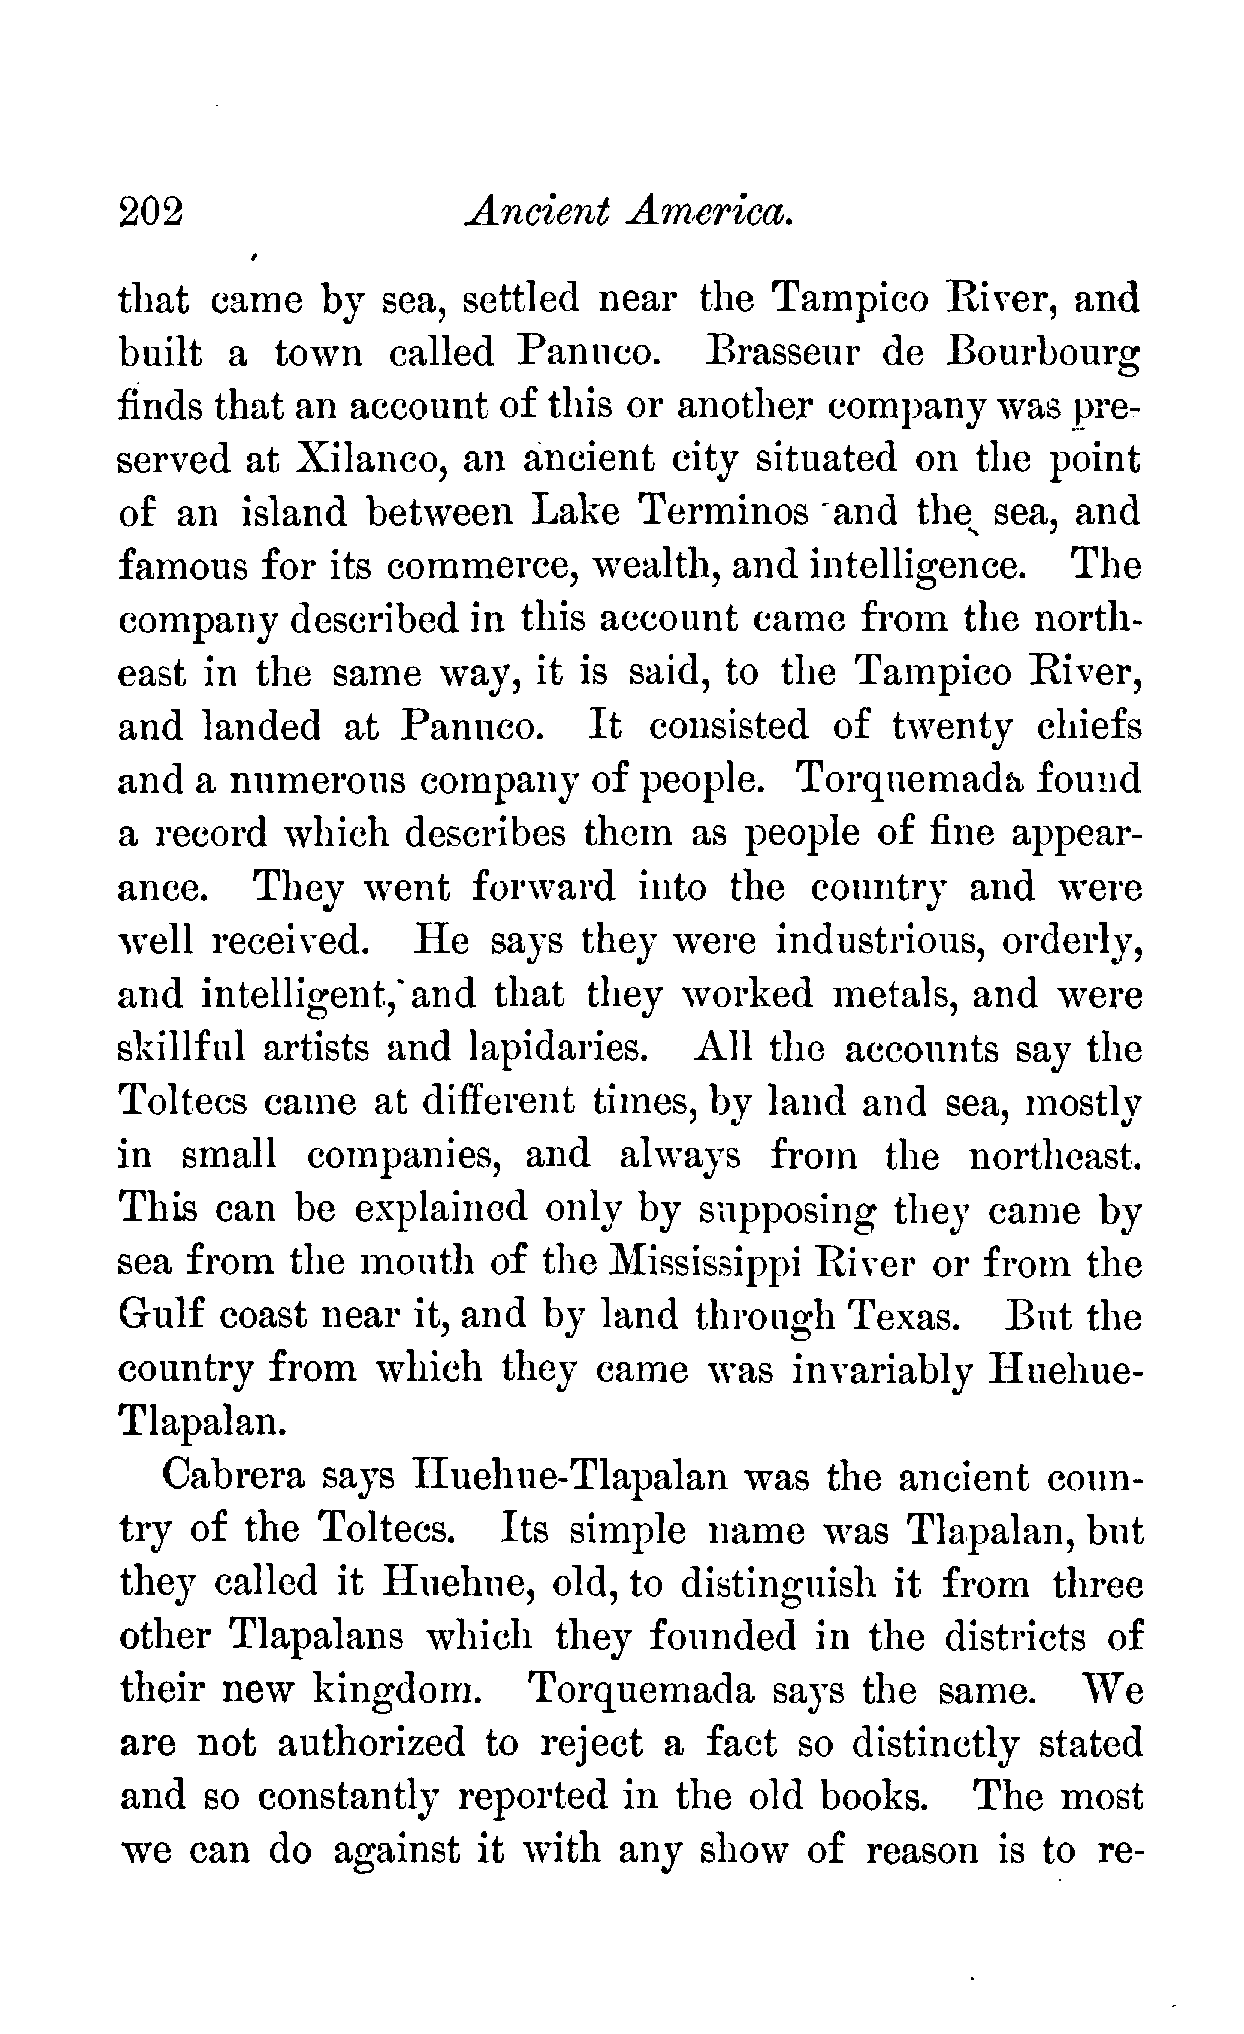 202 Ancient America.
that came by sea, settled near the Tampico River, and
built a town called Panuco. Brasseur de Bourbourg
finds that an account of this or another company was pre-
served at Xilanco, an ancient city situated on the point
of an island between Lake Terminos and the sea, and
famous for its commerce, wealth, and intelligence. The
company described in this account came from the north-
east in the same way, it is said, to the Tampico River,
and landed at Panuco. It consisted of twenty chiefs
and a numerous company of people. Torquemada found
a record which describes them as people of fine appear-
ance. They went forward into the country and were
well received. He says they were industrious, orderly,
and intelligent, and that they worked metals, and were
skillful artists and lapidaries. All the accounts say the
Toltecs came at different times, by land and sea, mostly
in small companies, and always from the northeast.
This can be explained only by supposing they came by
sea from the mouth of the Mississippi River or from the
Gulf coast near it, and by land through Texas. But the
country from which they came was invariably Huehue-
Tlapalan.
Cabrera says Huehue-Tlapalan was the ancient coun-
try of the Toltecs. Its simple name was Tlapalan, but
they called it Huehue, old, to distinguish it from three
other Tlapalans which they founded in the districts of
their new kingdom. Torquemada says the same. We
are not authorized to reject a fact so distinctly stated
and so constantly reported in the old books. The most
we can do against it with any show of reason is to re-